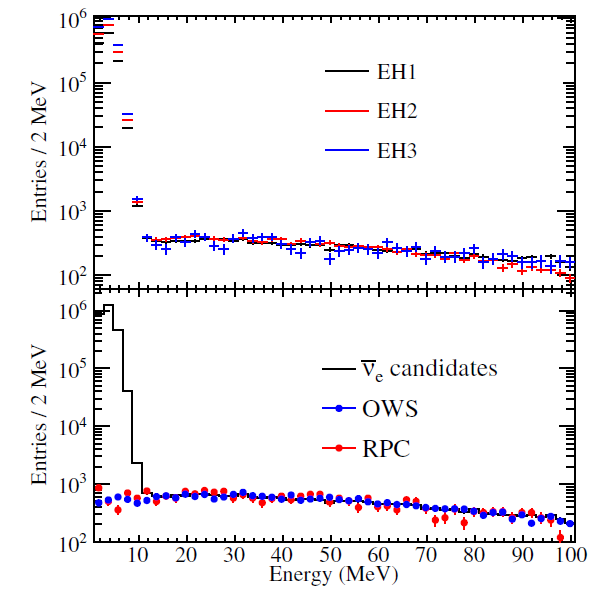 Entries / 2 MeV
10^6
10^5
10^4
10^3
10^2
EH1
EH2
EH3
Entries / 2 MeV
10^6
10^5
10^4
10^3
10^2
ν̅_e candidates
OWS
RPC
10 20 30 40 50 60 70 80 90 100
Energy (MeV)